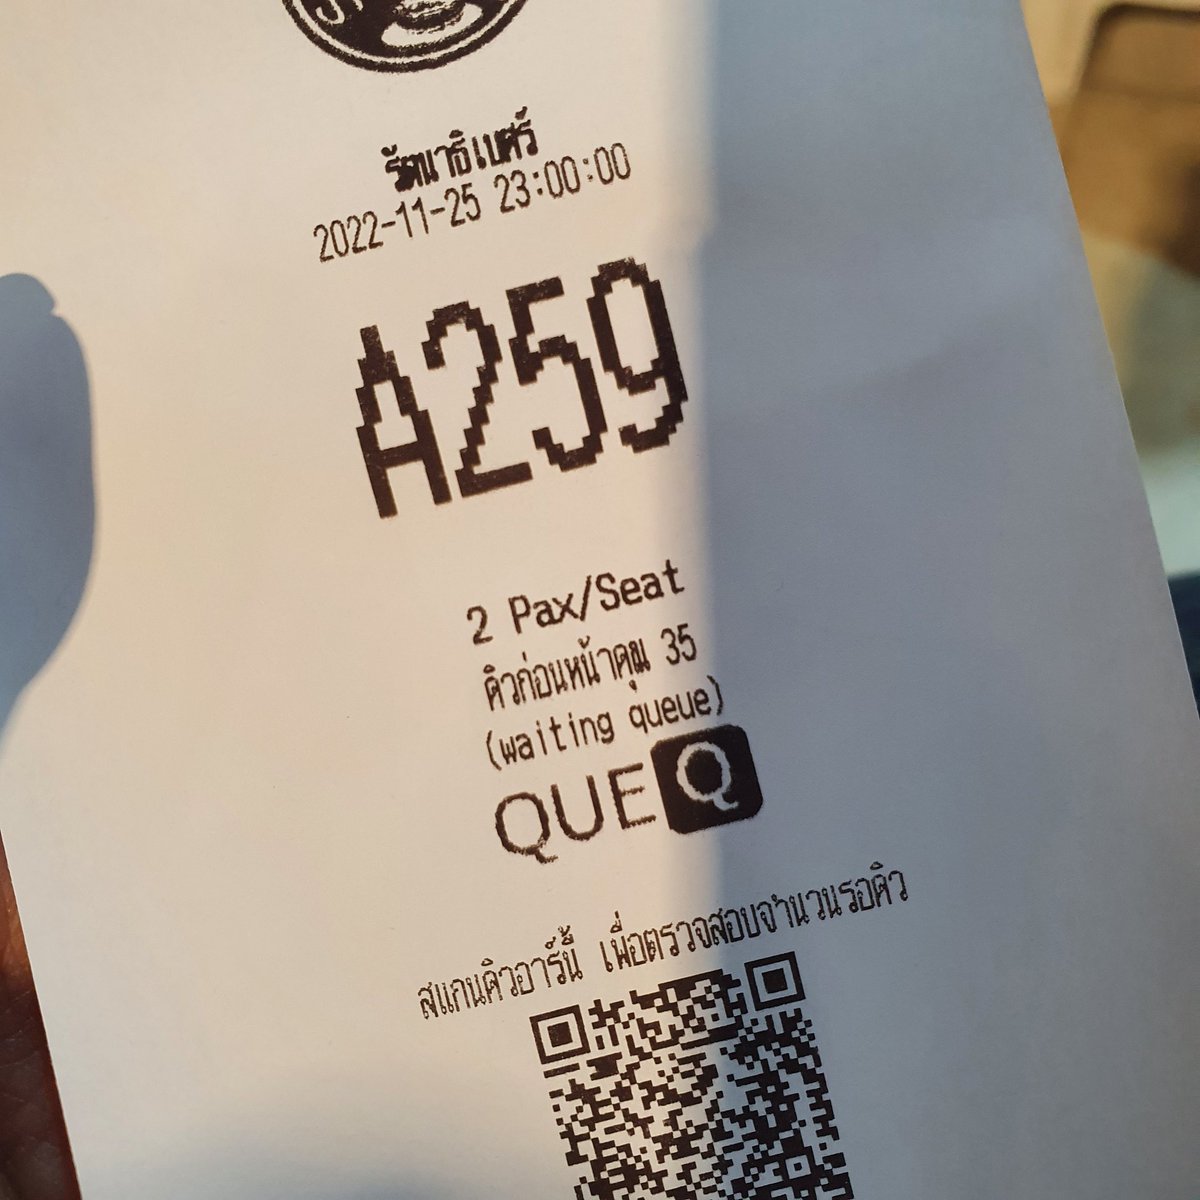 รัตนาธิเบศร์
2022-11-25 23:00:00
A259
2 Pax/Seat
คิวก่อนหน้าคุณ 35
(waiting queue)
QUEQ
สแกนคิวอาร์นี้ เพื่อตรวจสอบจำนวนรอคิว